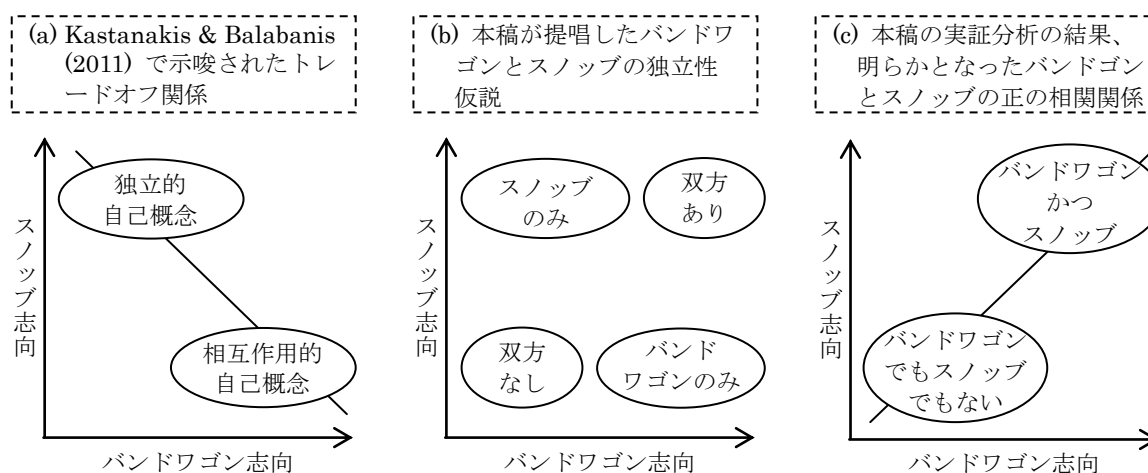 (a) Kastanakis & Balabanis
(2011) で示唆されたトレ
ードオフ関係
(b) 本稿が提唱したバンドワ
ゴンとスノッブの独立性
仮説
(c) 本稿の実証分析の結果、
明らかとなったバンドゴン
とスノッブの正の相関関係
スノッブ志向
独立的
自己概念
相互作用的
自己概念
バンドワゴン志向
スノッブ志向
スノッブ
のみ
双方
あり
双方
なし
バンド
ワゴンのみ
バンドワゴン志向
スノッブ志向
バンドワゴン
かつ
スノッブ
バンドワゴン
でもスノッブ
でもない
バンドワゴン志向